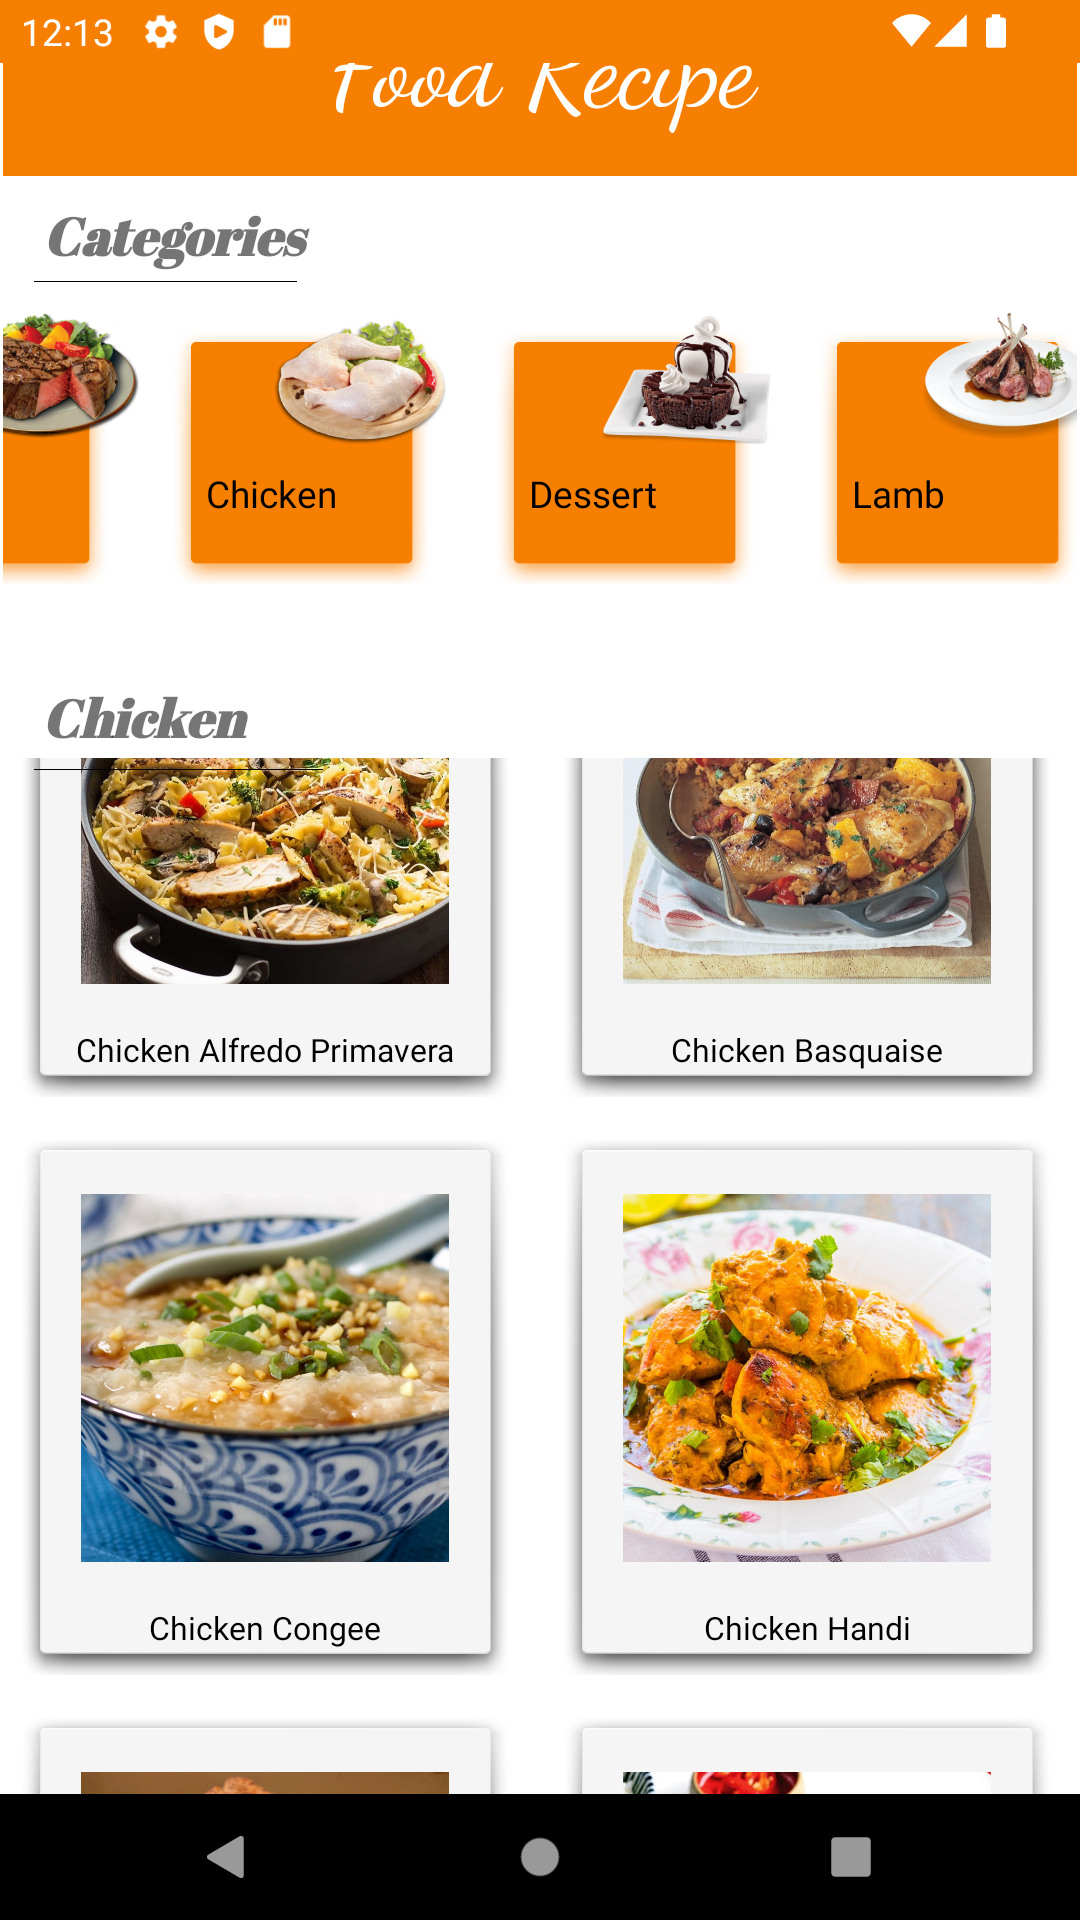 12:13
Food Recipe
Categories
Chicken
Dessert
Lamb
Chicken
Chicken Alfredo Primavera
Chicken Basquaise
Chicken Congee
Chicken Handi